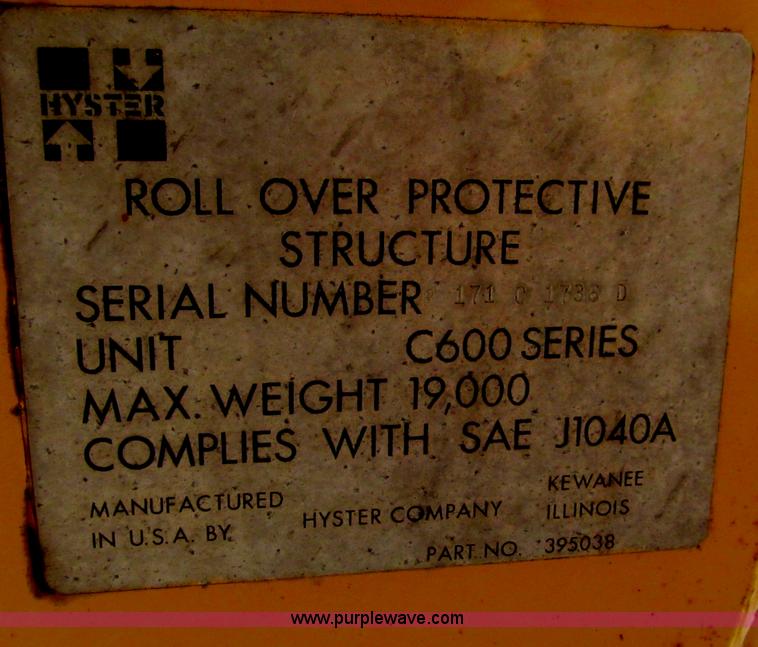 HYSTER
ROLL OVER PROTECTIVE
STRUCTURE
SERIAL NUMBER 171 C D
UNIT C600 SERIES
MAX. WEIGHT 19,000
COMPLIES WITH SAE J1040A
MANUFACTURED
IN U.S.A. BY
HYSTER COMPANY
KEWANEE
ILLINOIS
PART NO. 395038
www.purplewave.com